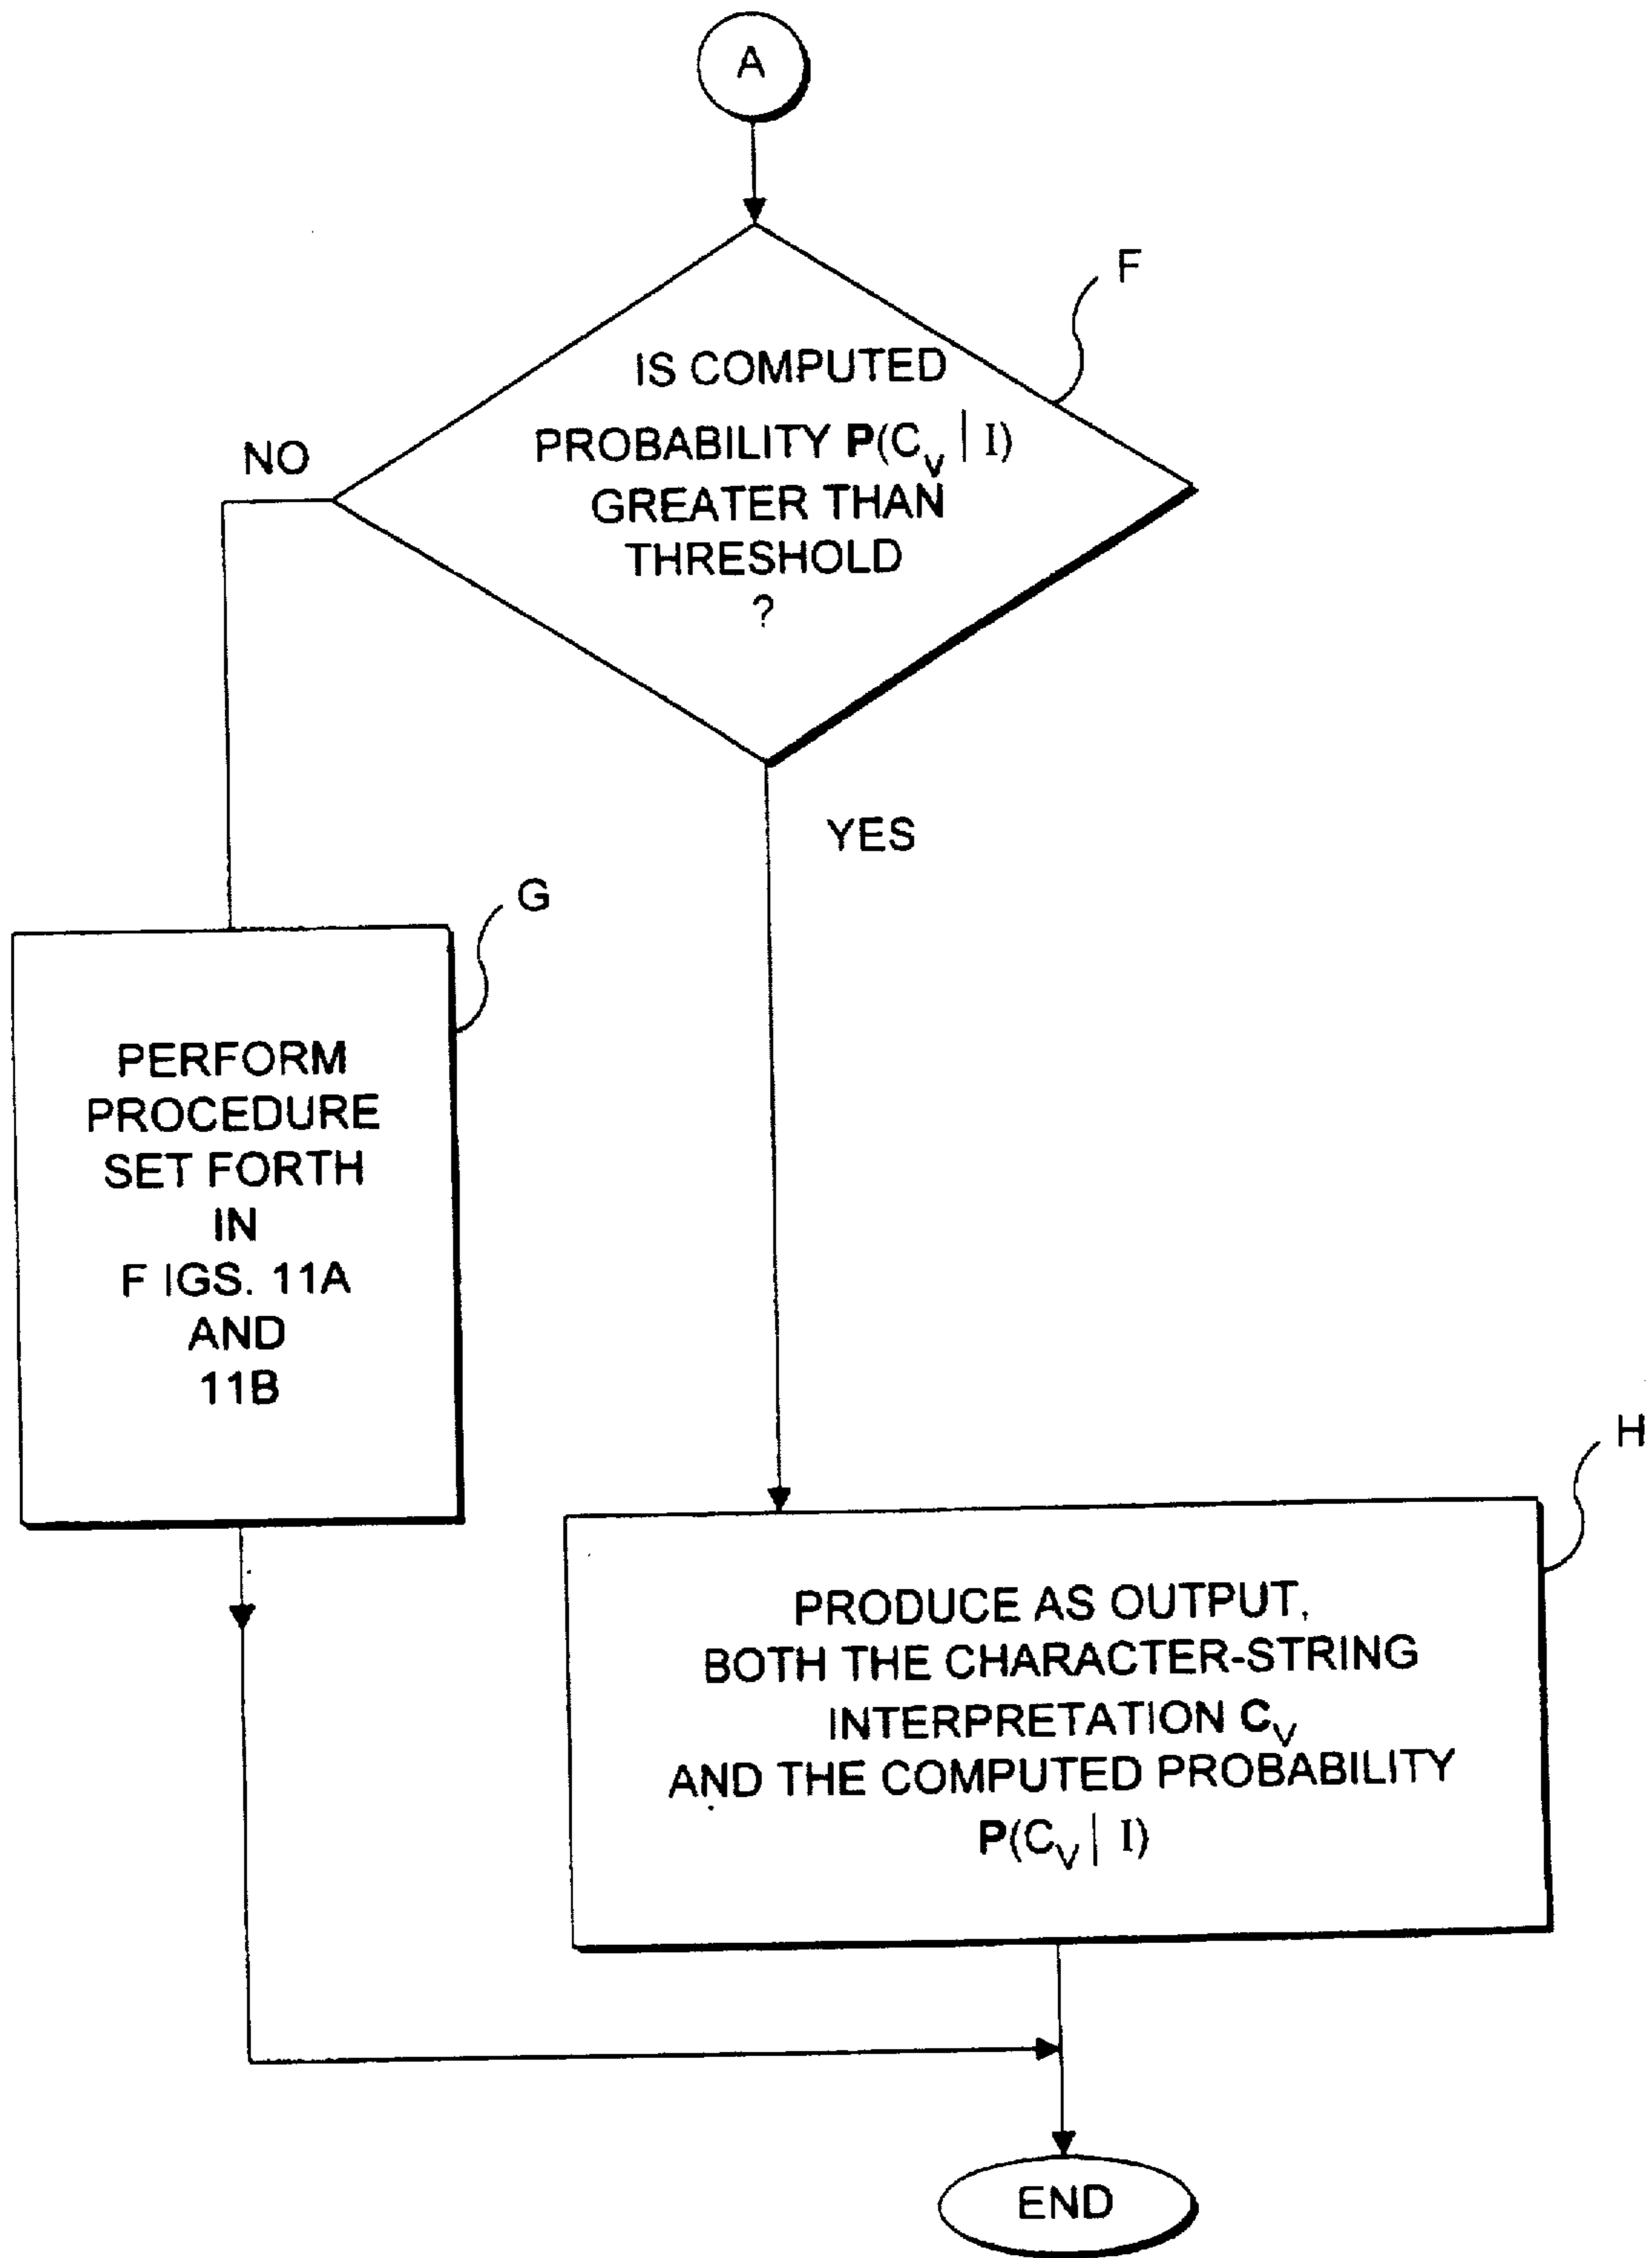 A
F
IS COMPUTED
PROBABILITY P(C_V | I)
GREATER THAN
THRESHOLD
?
NO
YES
G
PERFORM
PROCEDURE
SET FORTH
IN
F IGS. 11A
AND
11B
H
PRODUCE AS OUTPUT,
BOTH THE CHARACTER-STRING
INTERPRETATION C_V
AND THE COMPUTED PROBABILITY
P(C_V | I)
END